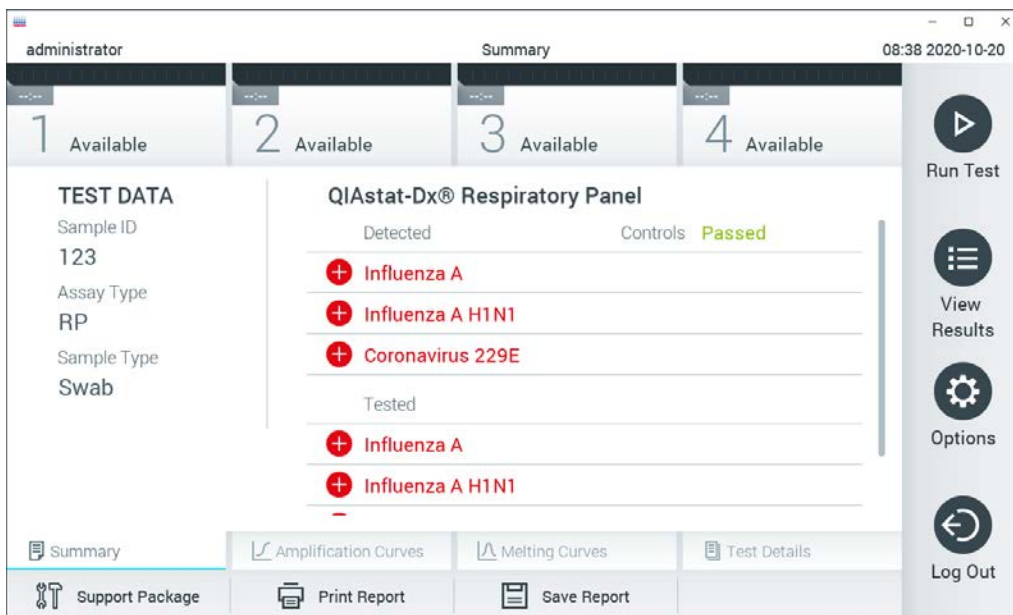 administrator Summary 08:38 2020-10-20
--:-- --:-- --:-- --:--
1 Available 2 Available 3 Available 4 Available
Run Test
TEST DATA
Sample ID
123
Assay Type
RP
Sample Type
Swab
QIAstat-Dx® Respiratory Panel
Detected Controls Passed
Influenza A
Influenza A H1N1
Coronavirus 229E
Tested
Influenza A
Influenza A H1N1
View
Results
Options
Log Out
Summary Amplification Curves Melting Curves Test Details
Support Package Print Report Save Report